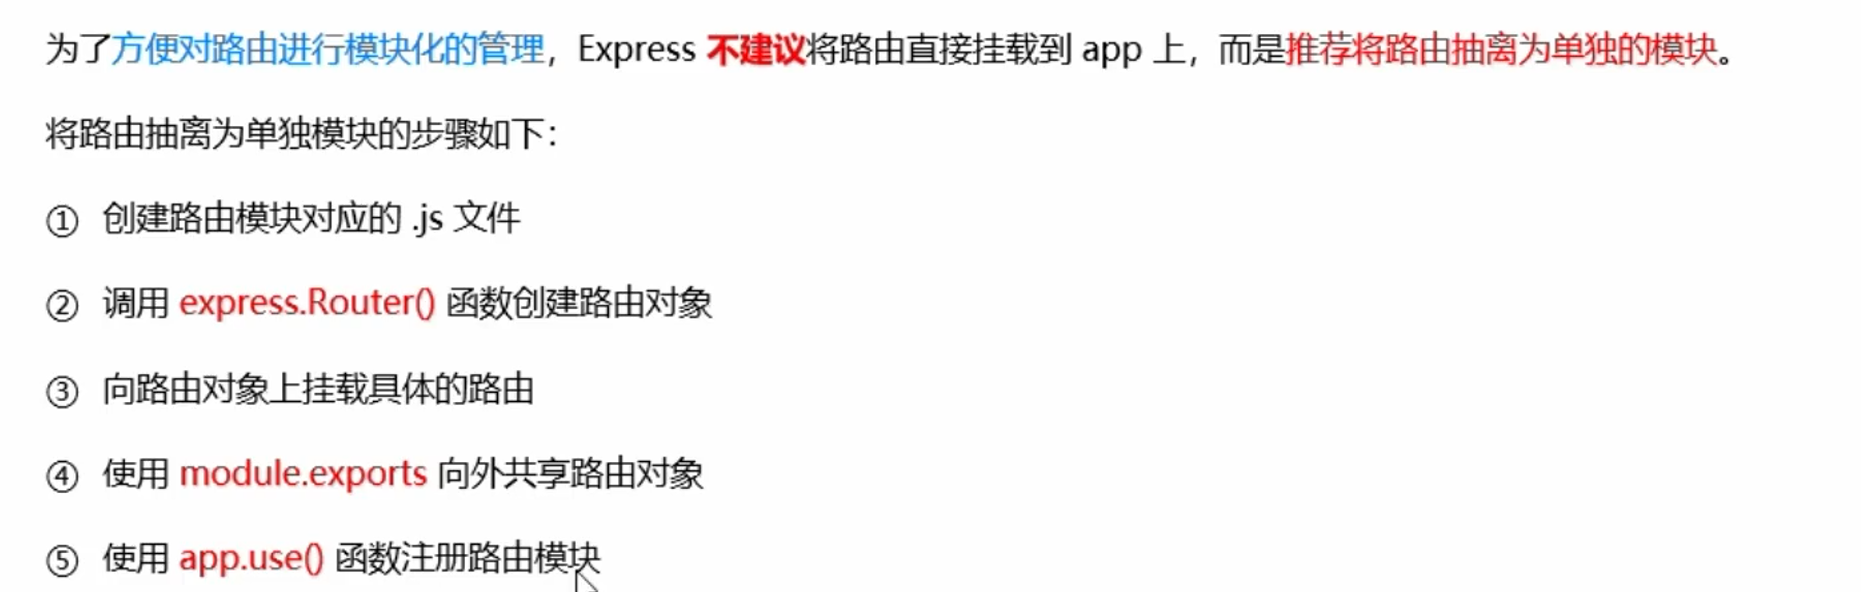 为了方便对路由进行模块化的管理，Express 不建议将路由直接挂载到 app 上，而是推荐将路由抽离为单独的模块。
将路由抽离为单独模块的步骤如下：
① 创建路由模块对应的 .js 文件
② 调用 express.Router() 函数创建路由对象
③ 向路由对象上挂载具体的路由
④ 使用 module.exports 向外共享路由对象
⑤ 使用 app.use() 函数注册路由模块